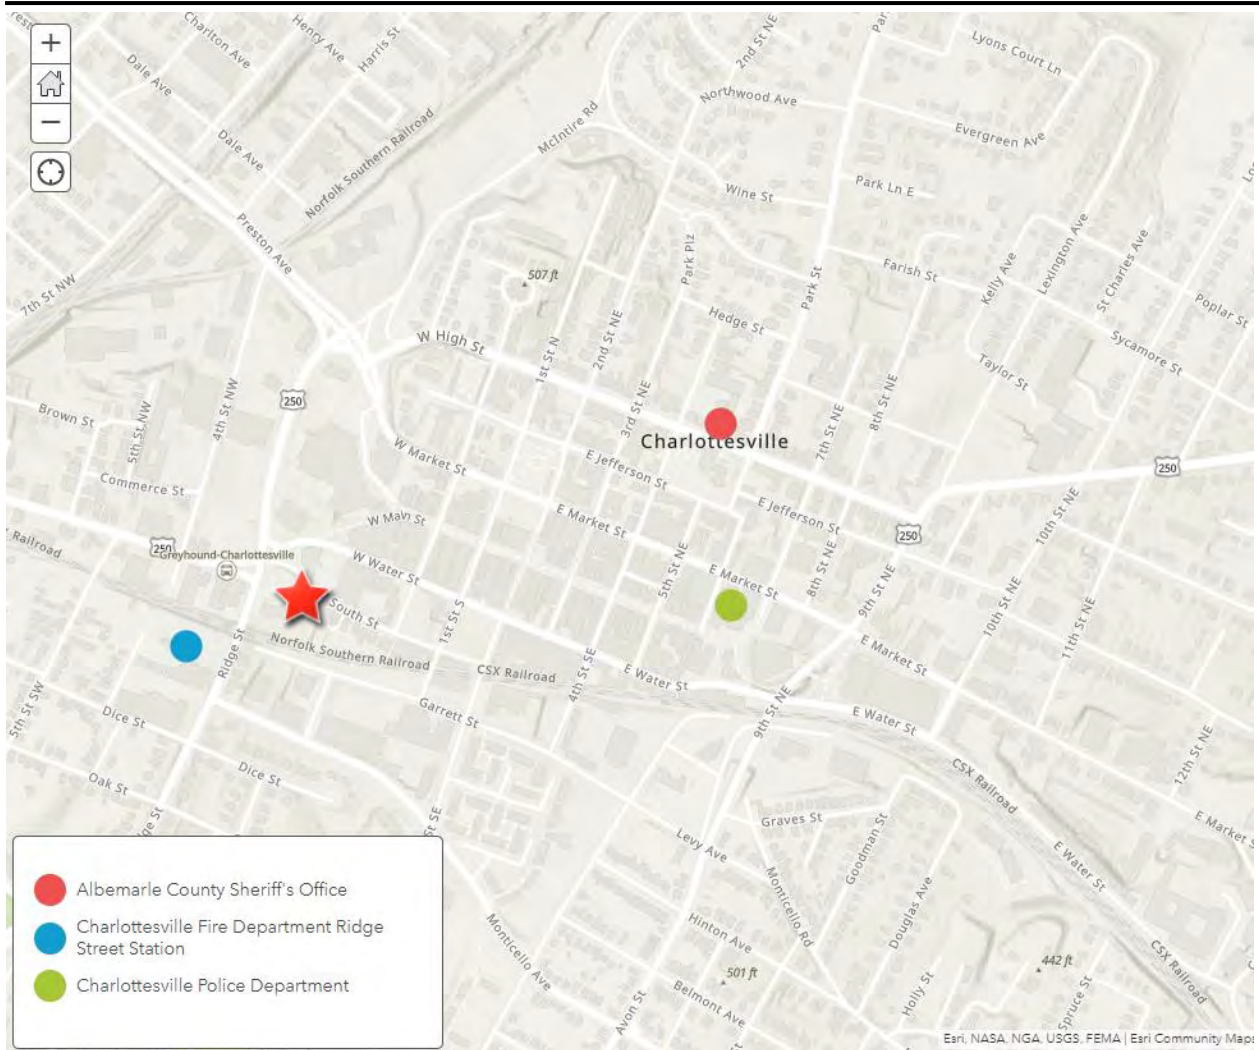 Charlton Ave
Henry Ave
Harris St
2nd St NE
Lyons Court Ln
Dale Ave
Northwood Ave
Evergreen Ave
McIntire Rd
Dale Ave
Norfolk Southern Railroad
Wine St
Park Ln E
Preston Ave
Park Plz
Park St
Farish St
Kelly Ave
Lexington Ave
St Charles Ave
7th St NW
507 ft
Poplar St
Hedge St
W High St
1st St N
2nd St NE
Sycamore St
Taylor St
250
3rd St NE
8th St NE
7th St NE
Brown St
5th St NW
4th St NW
Charlottesville
W Market St
E Jefferson St
250
Commerce St
E Jefferson St
W Main St
E Market St
250
10th St NE
Railroad
250
Greyhound-Charlottesville
W Water St
5th St NE
E Market St
8th St NE
9th St NE
South St
1st St S
10th St NE
11th St NE
Ridge St
Norfolk Southern Railroad
CSX Railroad
4th St SE
E Water St
E Market St
5th St SW
Dice St
Garrett St
9th St NE
E Water St
12th St NE
Dice St
Oak St
CSX Railroad
St SE
Graves St
Goodman St
E Market S
Levy Ave
E Water St
Monticello Rd
Douglas Ave
Albemarle County Sheriff's Office
Charlottesville Fire Department Ridge
Street Station
Charlottesville Police Department
Monticello Ave
Hinton Ave
501 ft
442 ft
CSX Railroad
Belmont Ave
Avon St
Holly St
Spruce St
Esri, NASA, NGA, USGS, FEMA | Esri Community Maps